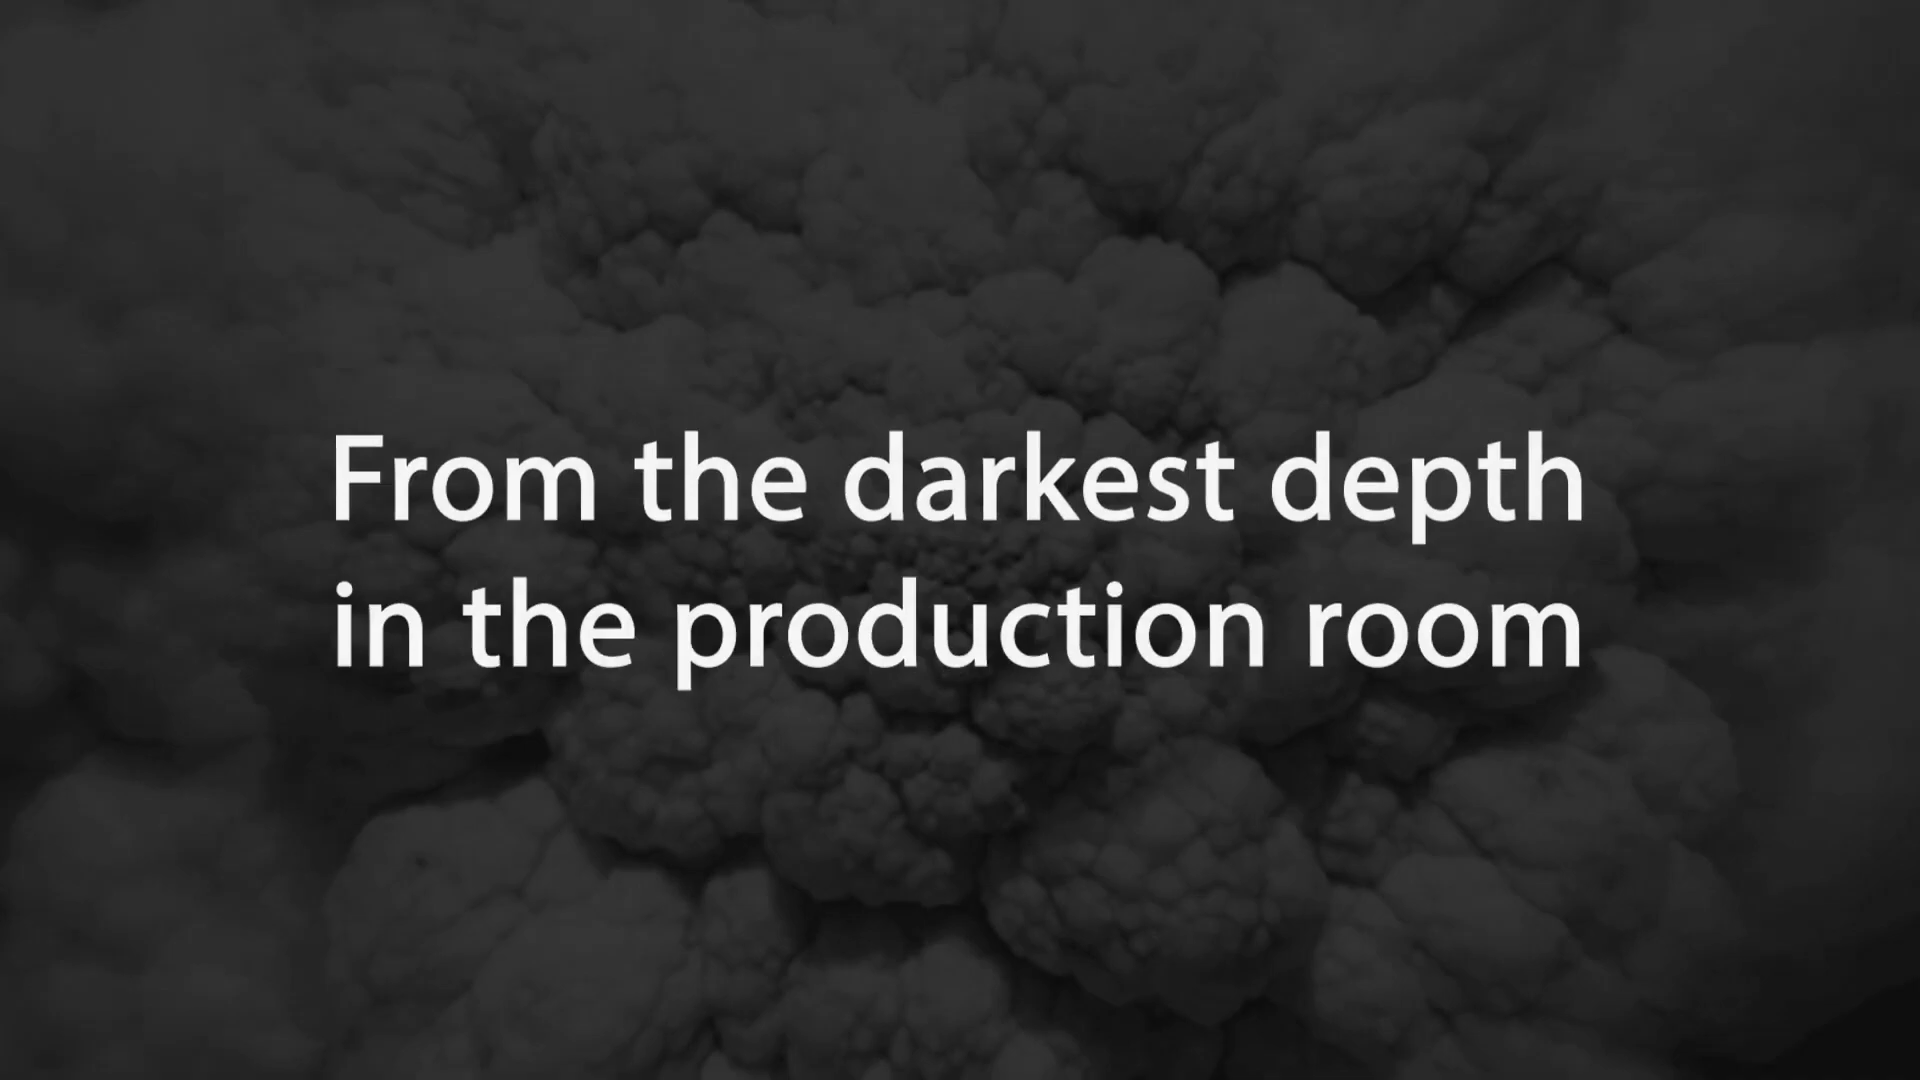 From the darkest depth
in the production room